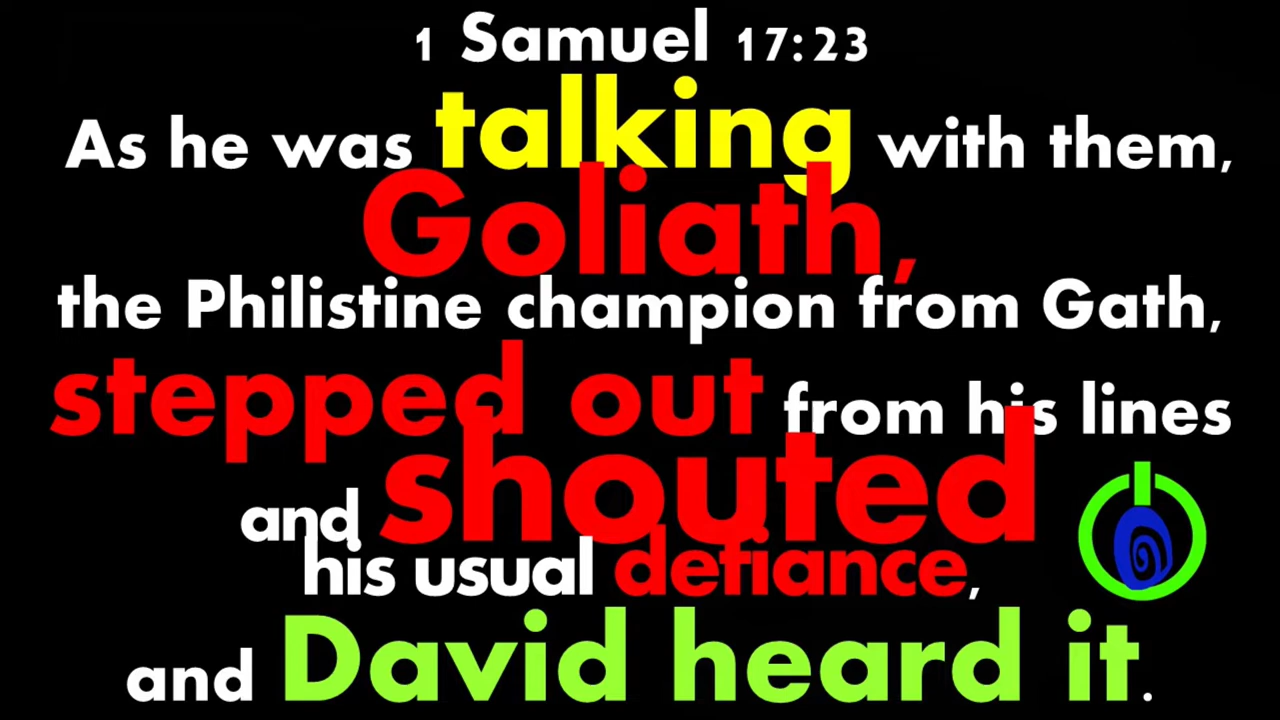 1 Samuel 17:23
As he was talking with them,
Goliath,
the Philistine champion from Gath,
stepped out from his lines
and shouted
his usual defiance,
and David heard it.